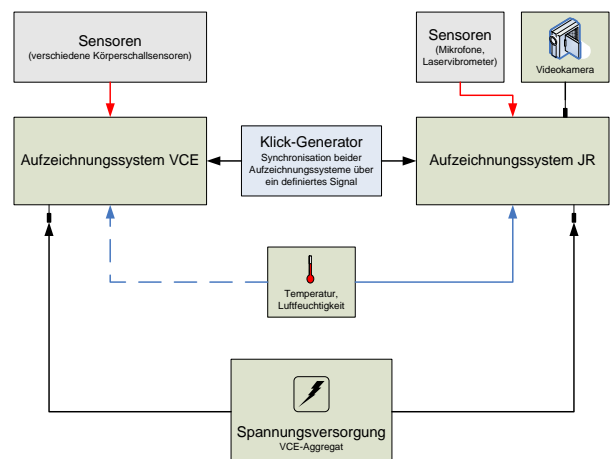 Sensoren
(verschiedene Körperschallsensoren)
Sensoren
(Mikrofone,
Laservibrometer)
Videokamera
Aufzeichnungssystem VCE
Klick-Generator
Synchronisation beider
Aufzeichnungssysteme über
ein definiertes Signal
Aufzeichnungssystem JR
Temperatur,
Luftfeuchtigkeit
Spannungsversorgung
VCE-Aggregat